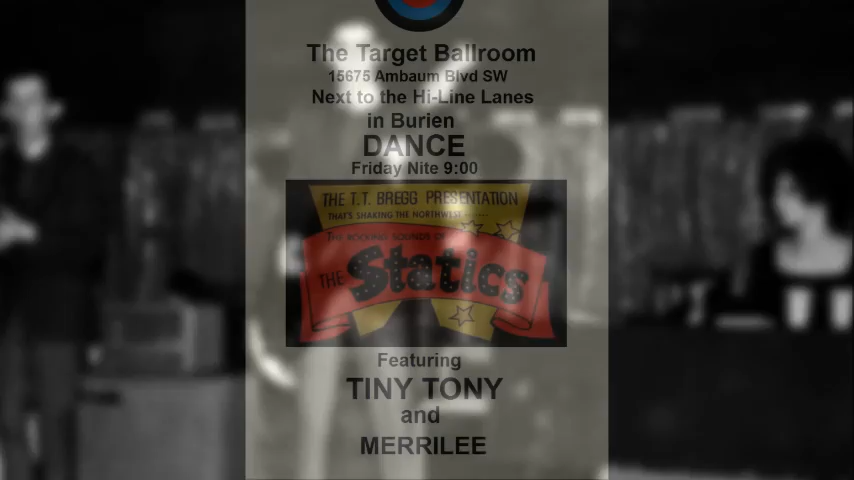 The Target Ballroom
15675 Ambaum Blvd SW
Next to the Hi-Line Lanes
in Burien
DANCE
Friday Nite 9:00
THE T.T. BREGG PRESENTATION
THAT'S SHAKING THE NORTHWEST......
THE ROCKING SOUNDS OF
THE Statics
Featuring
TINY TONY
and
MERRILEE